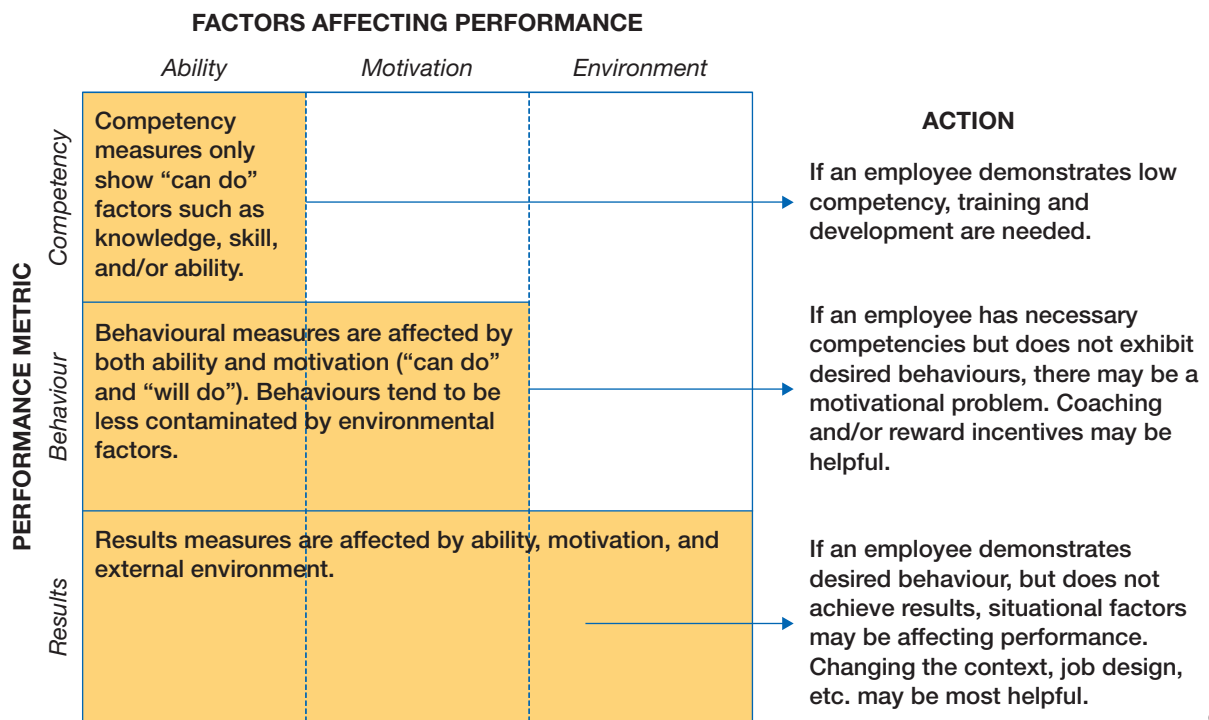 FACTORS AFFECTING PERFORMANCE
Ability
Motivation
Environment
PERFORMANCE METRIC
Competency
Competency
measures only
show “can do”
factors such as
knowledge, skill,
and/or ability.
Behaviour
Behavioural measures are affected by
both ability and motivation (“can do”
and “will do”). Behaviours tend to be
less contaminated by environmental
factors.
Results
Results measures are affected by ability, motivation, and
external environment.
ACTION
If an employee demonstrates low
competency, training and
development are needed.
If an employee has necessary
competencies but does not exhibit
desired behaviours, there may be a
motivational problem. Coaching
and/or reward incentives may be
helpful.
If an employee demonstrates
desired behaviour, but does not
achieve results, situational factors
may be affecting performance.
Changing the context, job design,
etc. may be most helpful.